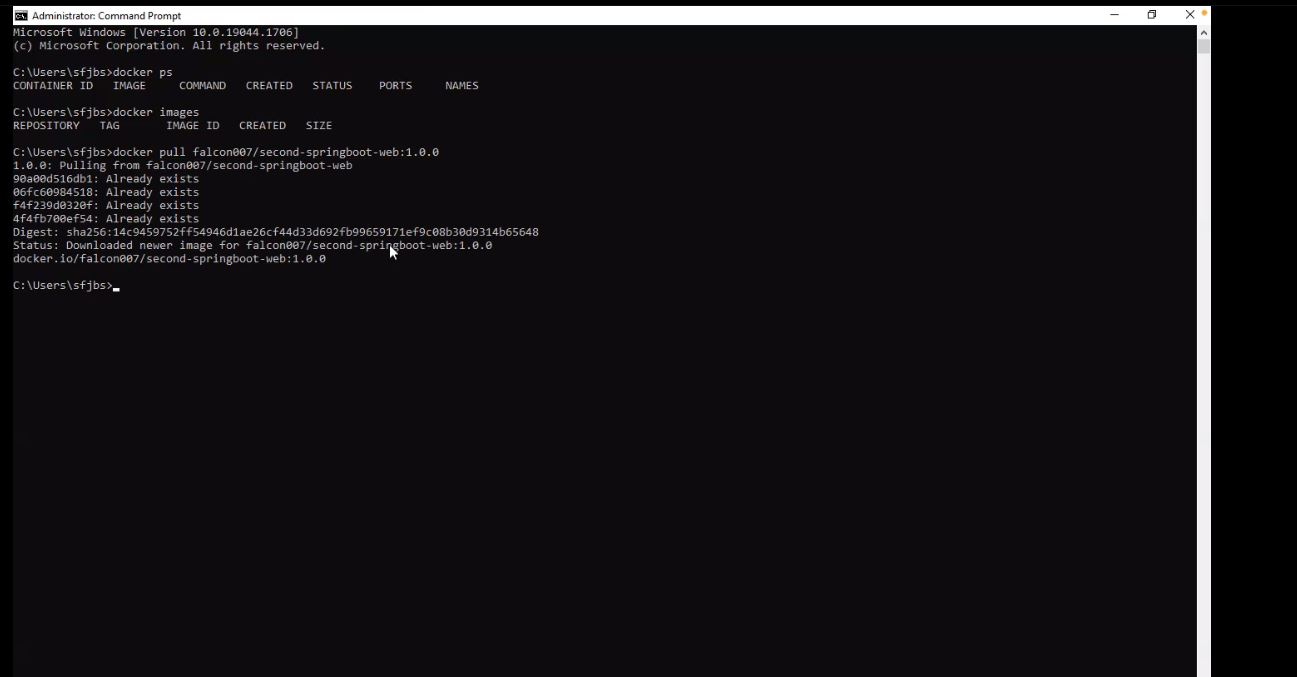 Administrator: Command Prompt
Microsoft Windows [Version 10.0.19044.1706]
(c) Microsoft Corporation. All rights reserved.
C:\Users\sfjbs>docker ps
CONTAINER ID   IMAGE     COMMAND   CREATED   STATUS    PORTS     NAMES
C:\Users\sfjbs>docker images
REPOSITORY   TAG       IMAGE ID   CREATED   SIZE
C:\Users\sfjbs>docker pull falcon007/second-springboot-web:1.0.0
1.0.0: Pulling from falcon007/second-springboot-web
90a00d516db1: Already exists
06fc60984518: Already exists
f4f239d0320f: Already exists
4f4fb700ef54: Already exists
Digest: sha256:14c9459752ff54946d1ae26cf44d33d692fb99659171ef9c08b30d9314b65648
Status: Downloaded newer image for falcon007/second-springboot-web:1.0.0
docker.io/falcon007/second-springboot-web:1.0.0
C:\Users\sfjbs>